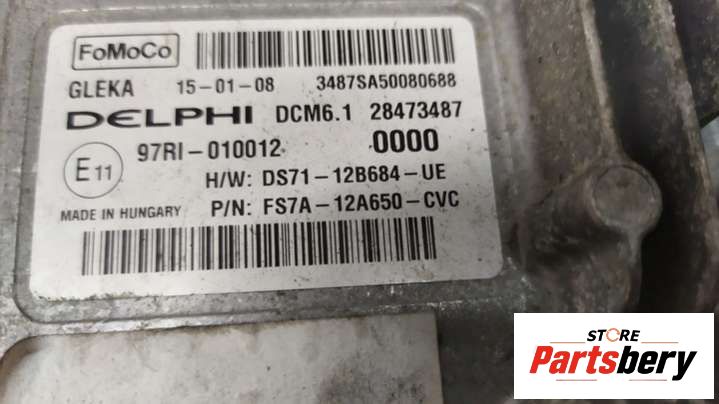 FoMoCo
GLEKA 15-01-08 3487SA50080688
DELPHI DCM6.1 28473487
E11 97RI-010012 0000
H/W: DS71-12B684-UE
MADE IN HUNGARY P/N: FS7A-12A650-CVC
STORE
Partsbery